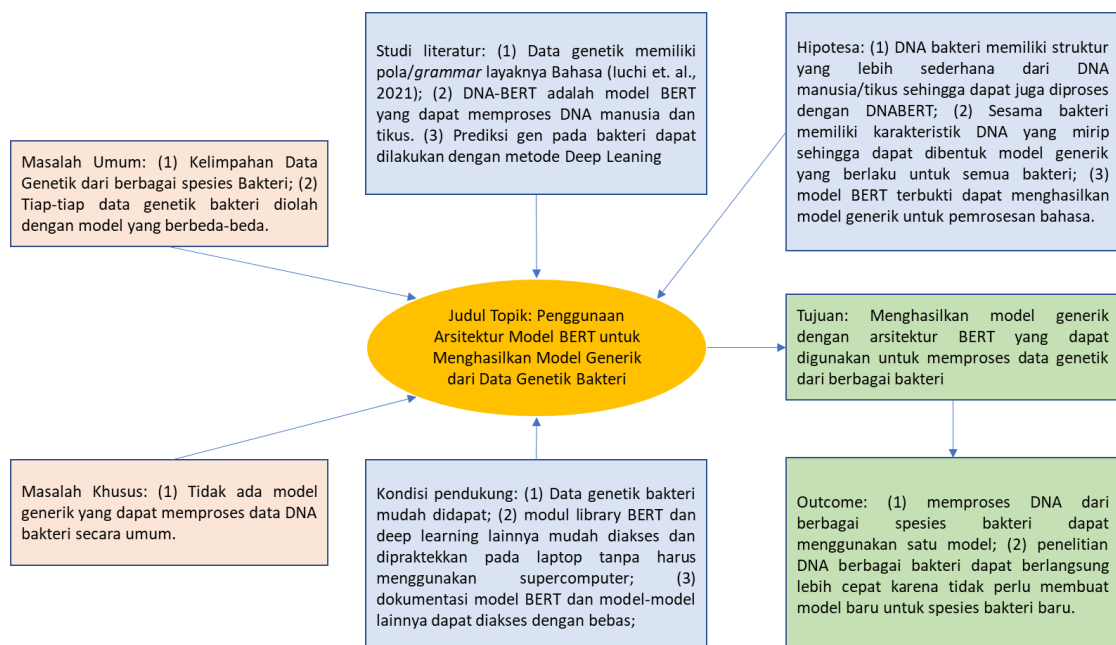 Studi literatur: (1) Data genetik memiliki
pola/grammar layaknya Bahasa (Iuchi et. al.,
2021); (2) DNA-BERT adalah model BERT
yang dapat memproses DNA manusia dan
tikus. (3) Prediksi gen pada bakteri dapat
dilakukan dengan metode Deep Leaning
Hipotesa: (1) DNA bakteri memiliki struktur
yang lebih sederhana dari DNA
manusia/tikus sehingga dapat juga diproses
dengan DNABERT; (2) Sesama bakteri
memiliki karakteristik DNA yang mirip
sehingga dapat dibentuk model generik
yang berlaku untuk semua bakteri; (3)
model BERT terbukti dapat menghasilkan
model generik untuk pemrosesan bahasa.
Masalah Umum: (1) Kelimpahan Data
Genetik dari berbagai spesies Bakteri; (2)
Tiap-tiap data genetik bakteri diolah
dengan model yang berbeda-beda.
Judul Topik: Penggunaan
Arsitektur Model BERT untuk
Menghasilkan Model Generik
dari Data Genetik Bakteri
Tujuan: Menghasilkan model generik
dengan arsitektur BERT yang dapat
digunakan untuk memproses data genetik
dari berbagai bakteri
Masalah Khusus: (1) Tidak ada model
generik yang dapat memproses data DNA
bakteri secara umum.
Kondisi pendukung: (1) Data genetik bakteri
mudah didapat; (2) modul library BERT dan
deep learning lainnya mudah diakses dan
dipraktekkan pada laptop tanpa harus
menggunakan supercomputer; (3)
dokumentasi model BERT dan model-model
lainnya dapat diakses dengan bebas;
Outcome: (1) memproses DNA dari
berbagai spesies bakteri dapat
menggunakan satu model; (2) penelitian
DNA berbagai bakteri dapat berlangsung
lebih cepat karena tidak perlu membuat
model baru untuk spesies bakteri baru.